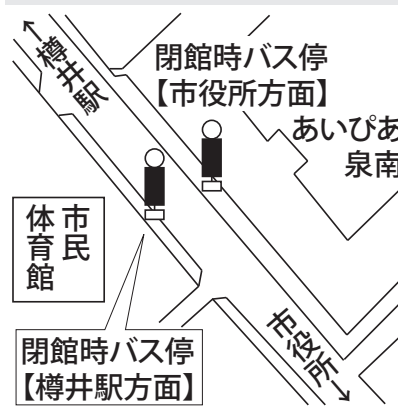 ↑
樽井駅
閉館時バス停
【市役所方面】
あいぴあ
泉南
市民
体育館
閉館時バス停
【樽井駅方面】
市役所
↓